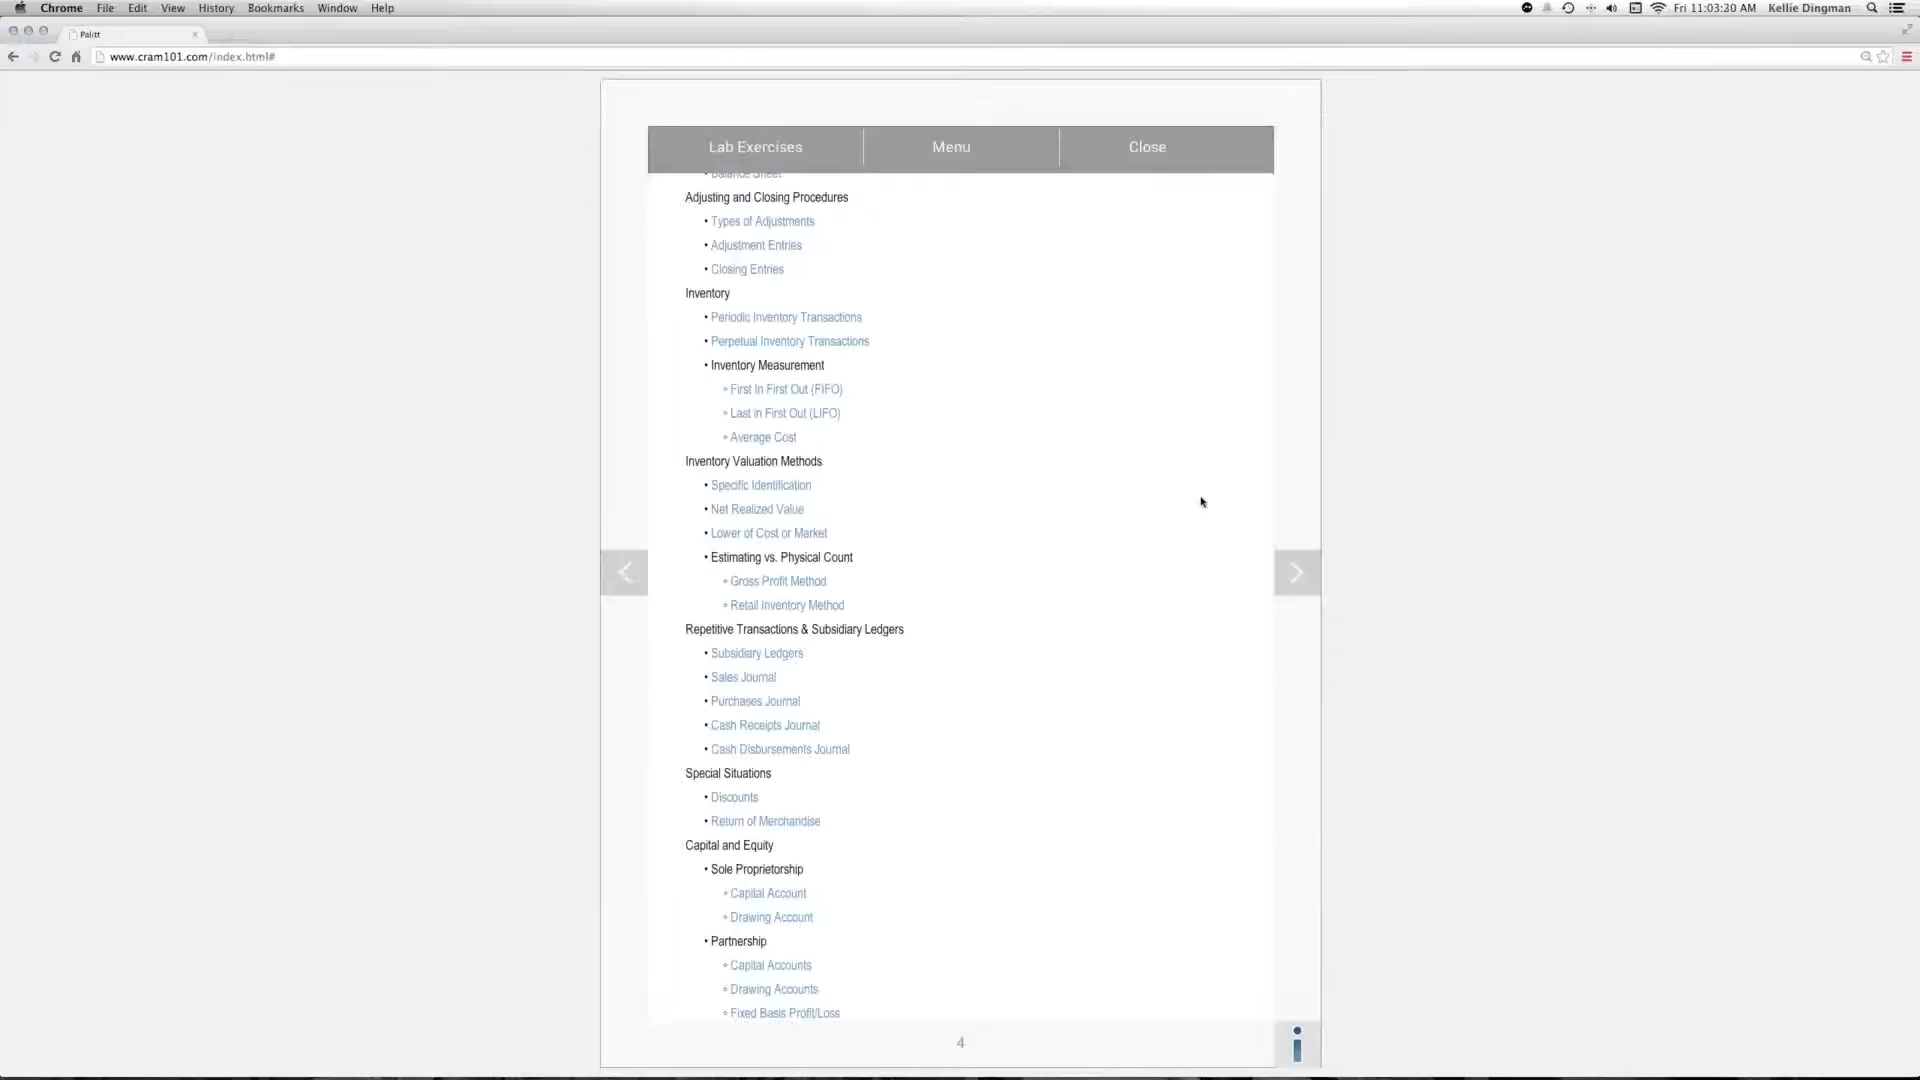 Chrome File Edit View History Bookmarks Window Help Fri 11:03:30 AM Kellie Dingman
Palitt
www.cram101.com/index.html#
Lab Exercises Menu Close
• Balance Sheet
Adjusting and Closing Procedures
• Types of Adjustments
• Adjustment Entries
• Closing Entries
Inventory
• Periodic Inventory Transactions
• Perpetual Inventory Transactions
• Inventory Measurement
◦ First In First Out (FIFO)
◦ Last in First Out (LIFO)
◦ Average Cost
Inventory Valuation Methods
• Specific Identification
• Net Realized Value
• Lower of Cost or Market
• Estimating vs. Physical Count
◦ Gross Profit Method
◦ Retail Inventory Method
Repetitive Transactions & Subsidiary Ledgers
• Subsidiary Ledgers
• Sales Journal
• Purchases Journal
• Cash Receipts Journal
• Cash Disbursements Journal
Special Situations
• Discounts
• Return of Merchandise
Capital and Equity
• Sole Proprietorship
◦ Capital Account
◦ Drawing Account
• Partnership
◦ Capital Accounts
◦ Drawing Accounts
◦ Fixed Basis Profit/Loss
4